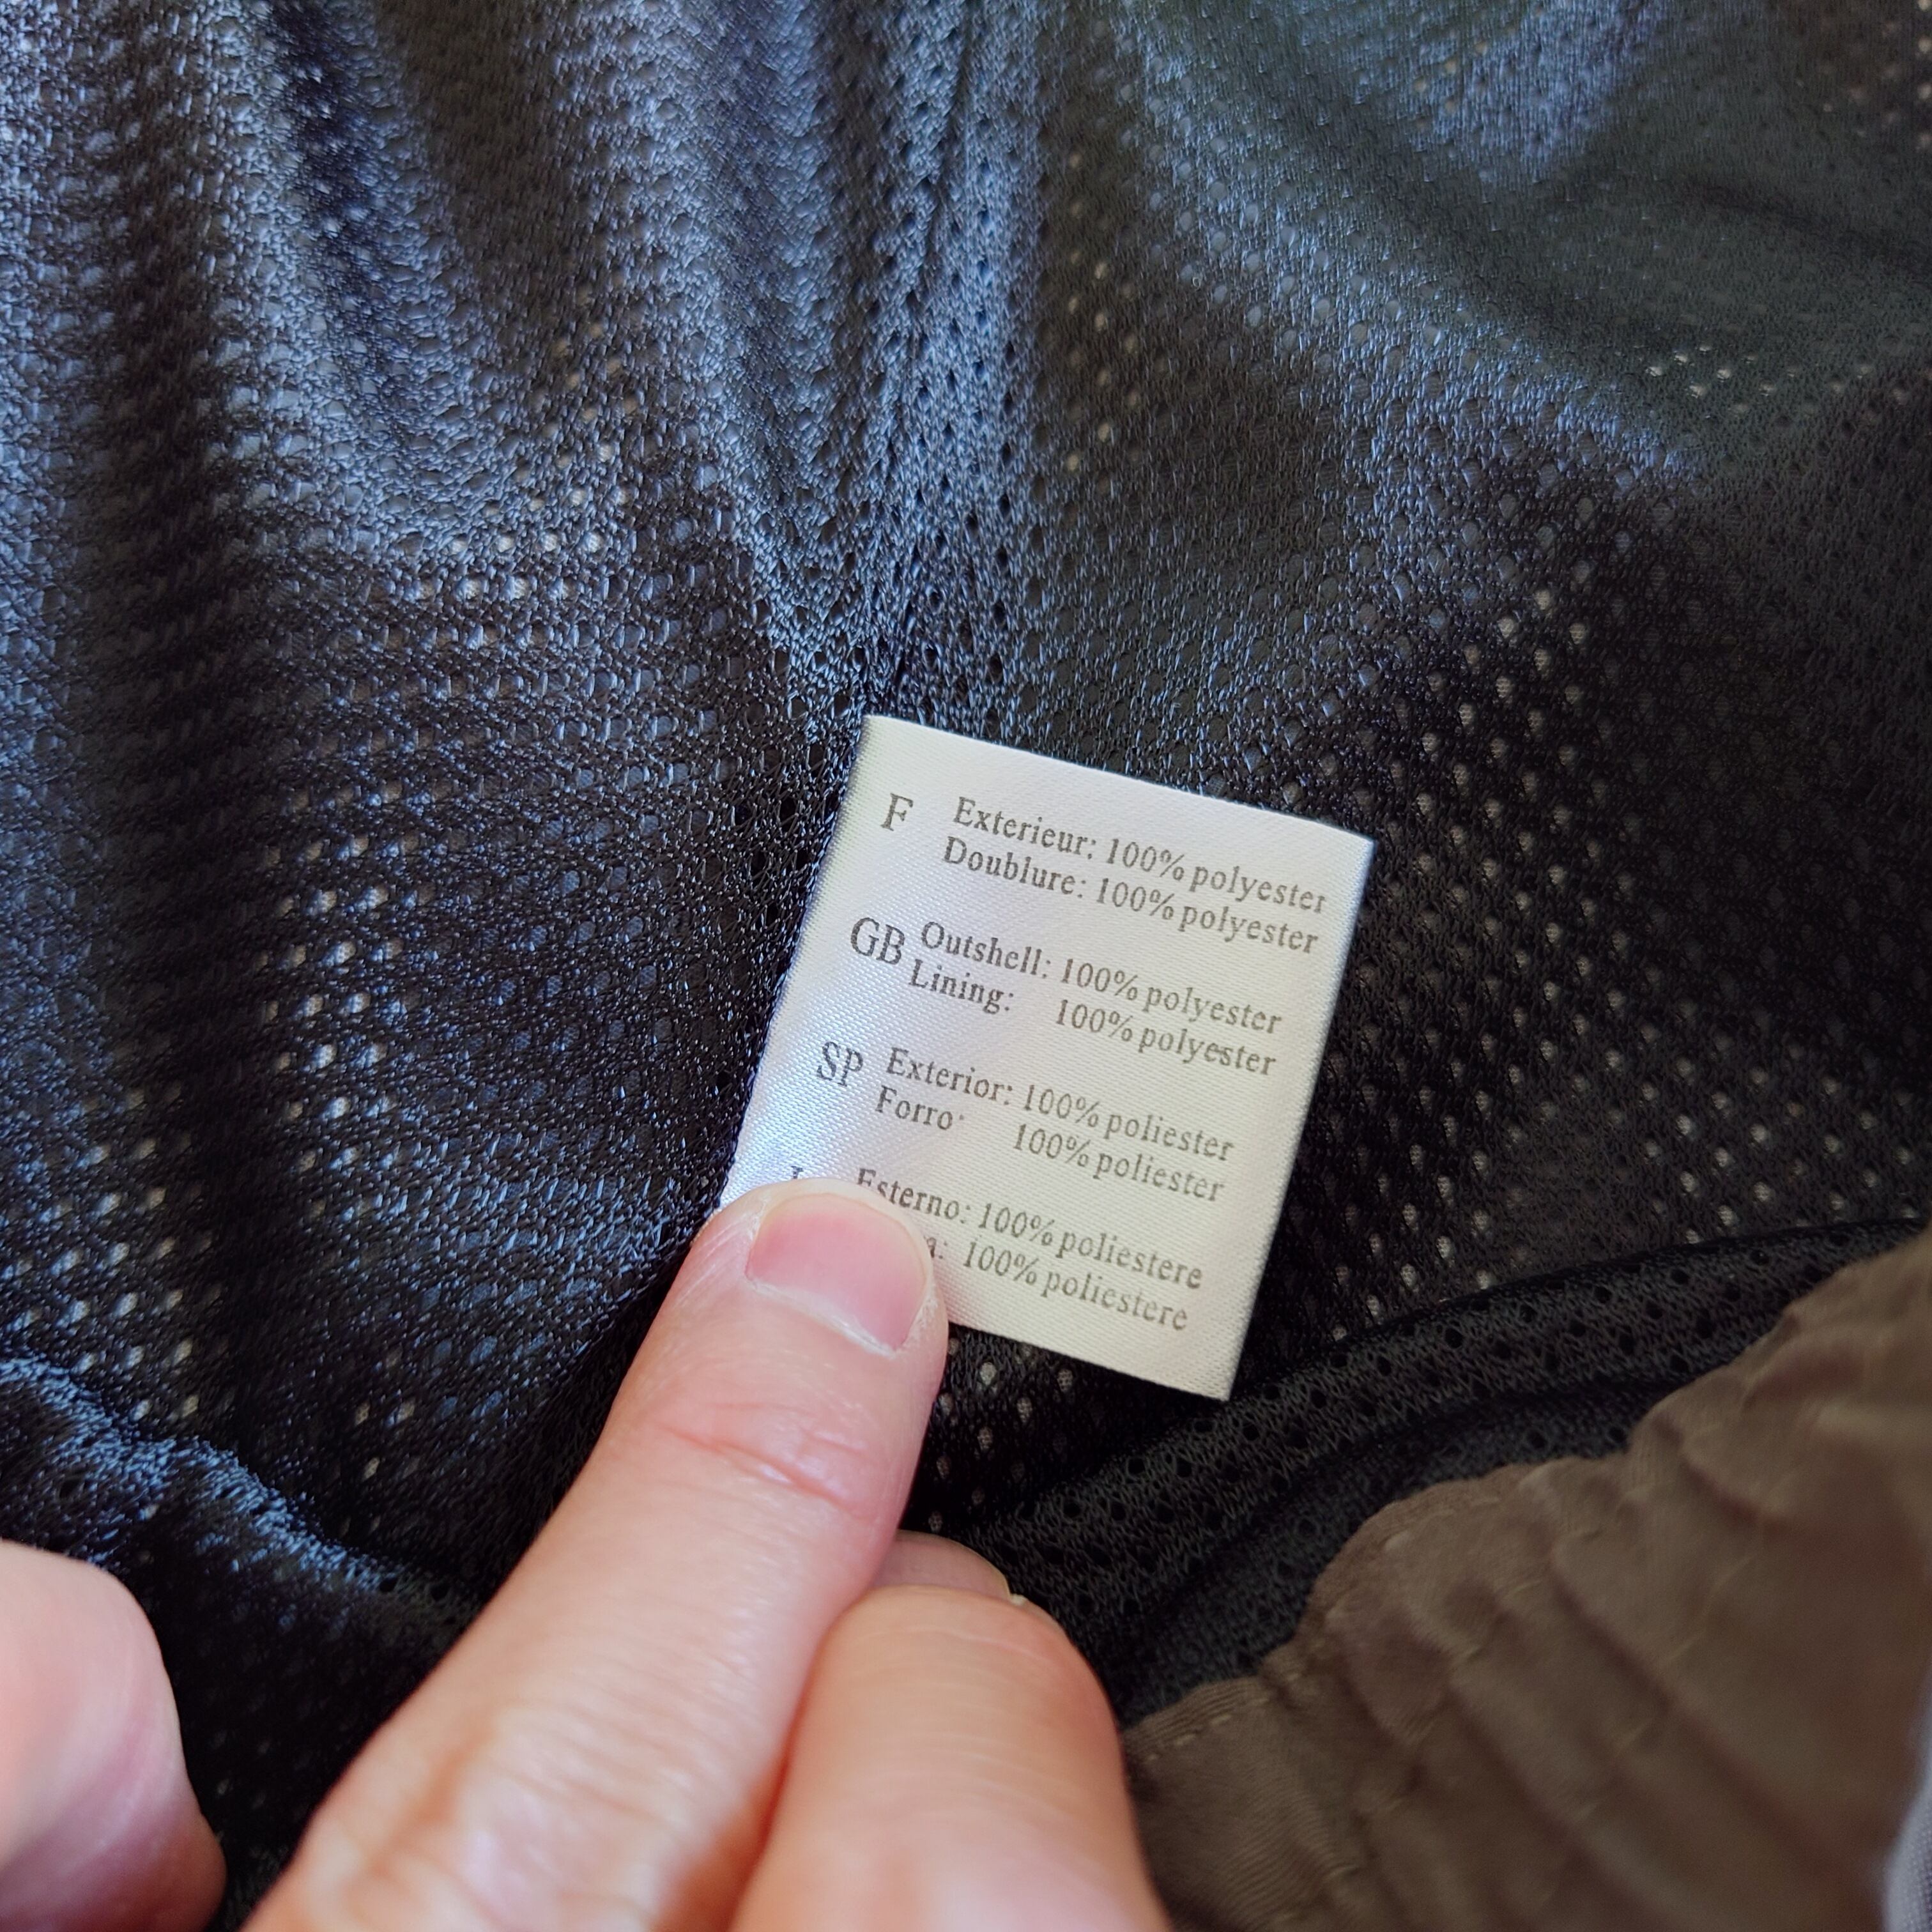 F Exterieur: 100% polyester
Doublure: 100% polyester
GB Outshell: 100% polyester
Lining: 100% polyester
SP Exterior: 100% poliester
Forro: 100% poliester
Esterno: 100% poliestere
100% poliestere